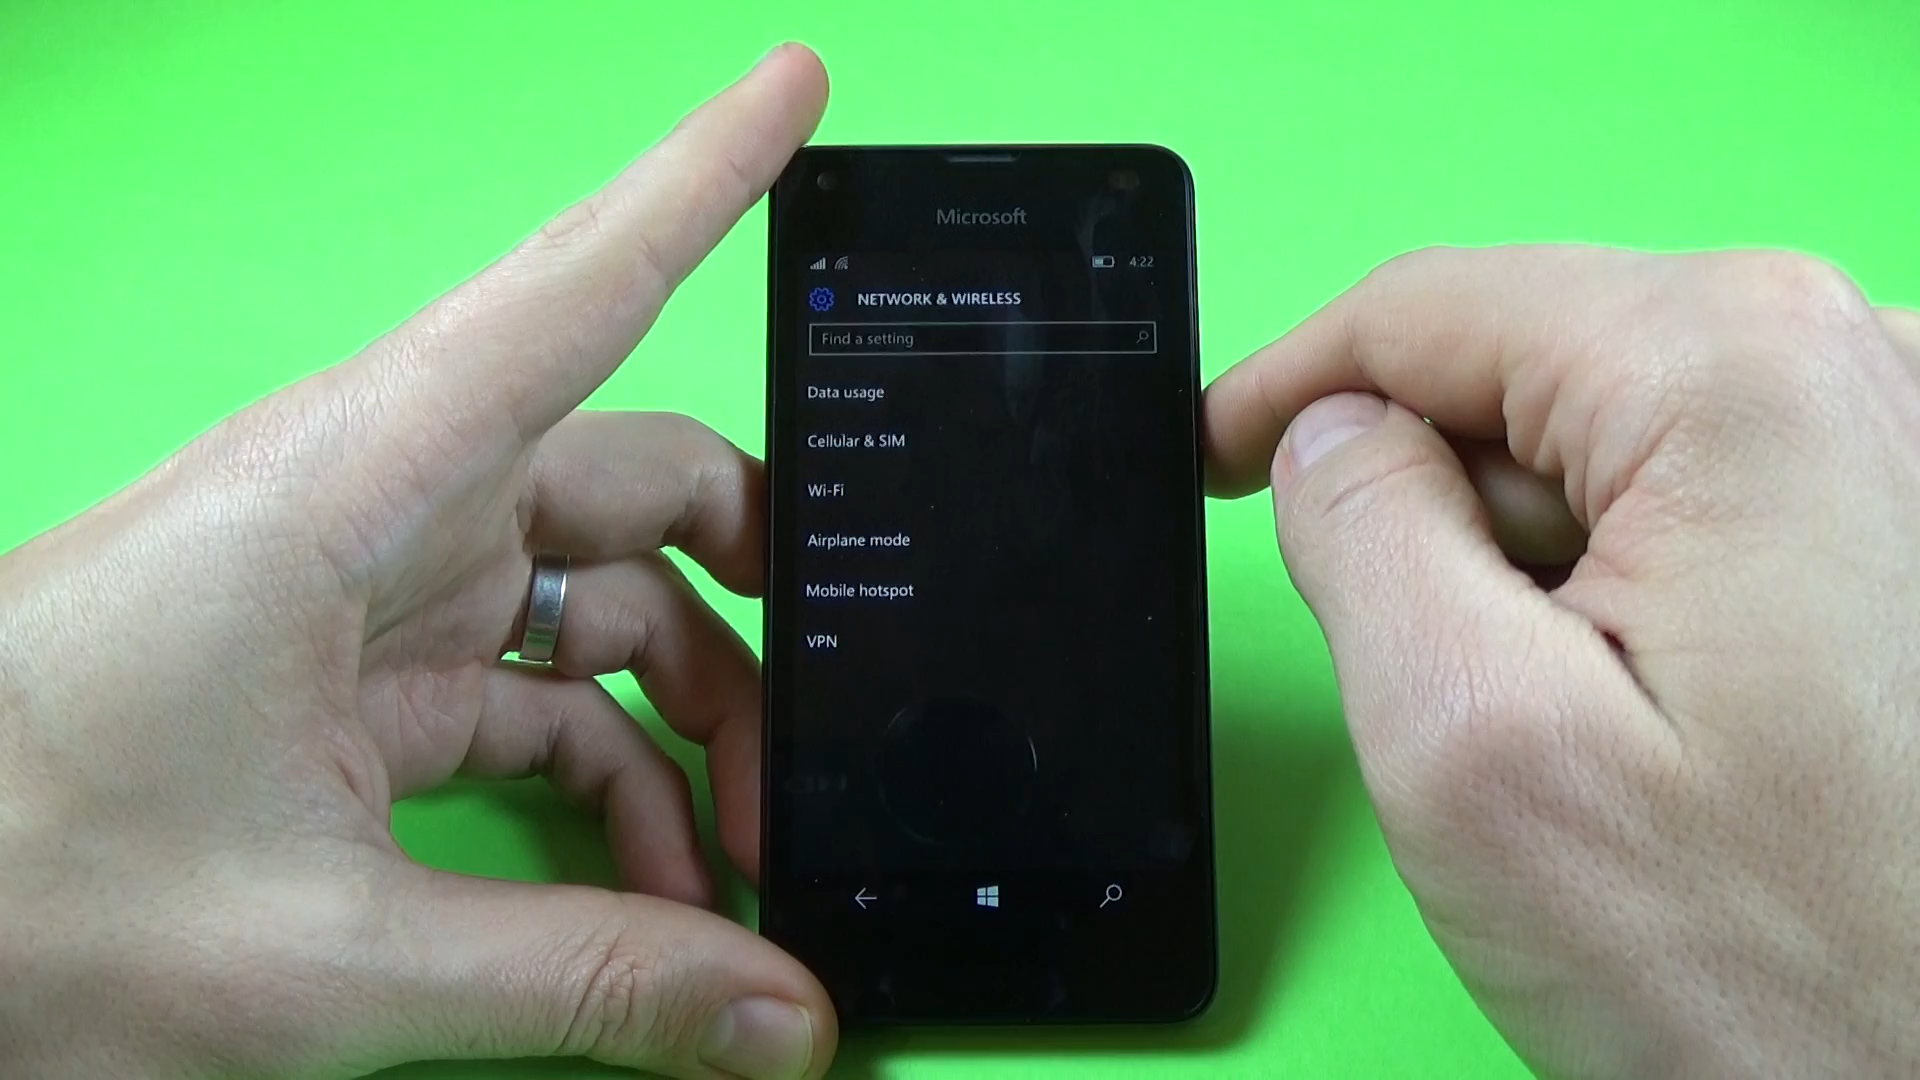 Microsoft
4:22
NETWORK & WIRELESS
Find a setting
Data usage
Cellular & SIM
Wi-Fi
Airplane mode
Mobile hotspot
VPN